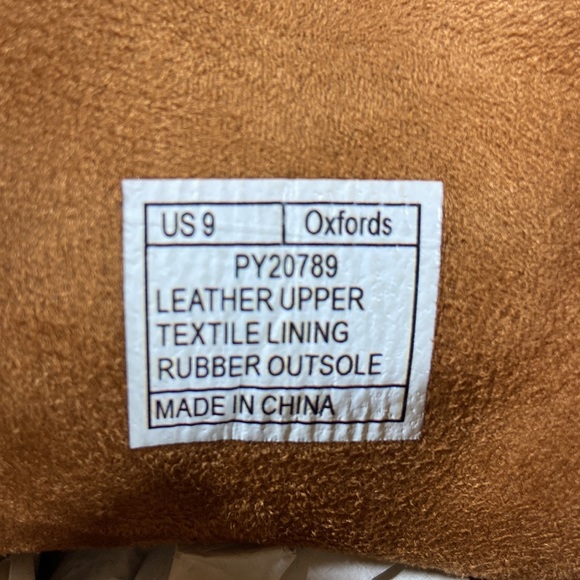 US 9 Oxfords
PY20789
LEATHER UPPER
TEXTILE LINING
RUBBER OUTSOLE
MADE IN CHINA